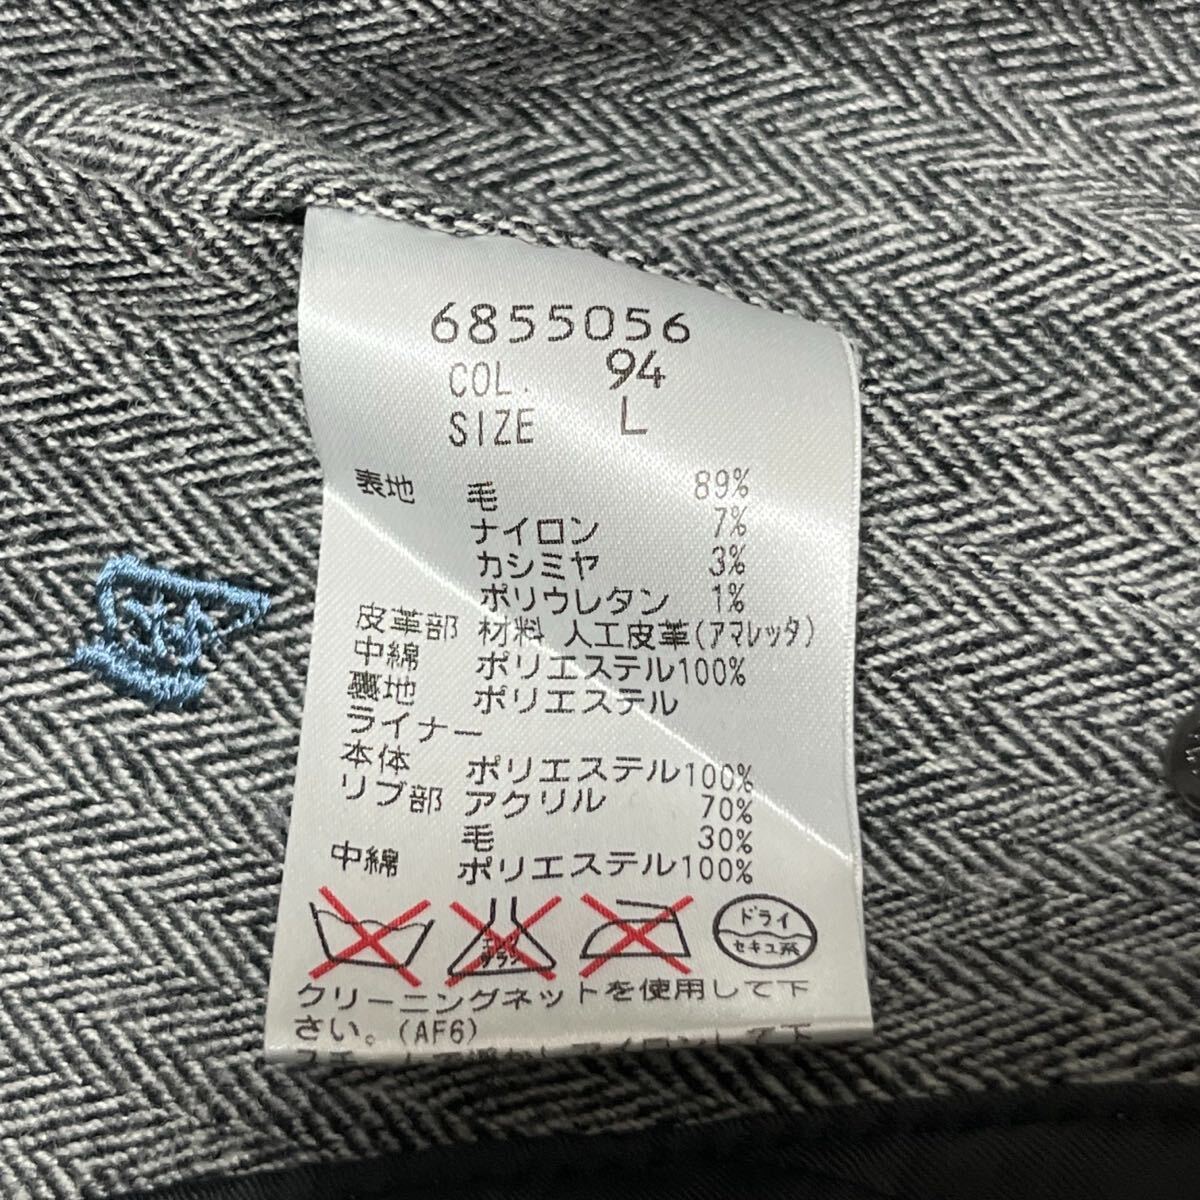 6855056
COL. 94
SIZE L
表地 毛 89%
ナイロン 7%
カシミヤ 3%
ポリウレタン 1%
皮革部 材料 人工皮革(アマレッタ)
中綿 ポリエステル100%
裏地 ポリエステル
ライナー
本体 ポリエステル100%
リブ部 アクリル 70%
毛 30%
中綿 ポリエステル100%
エンソ
サラシ
ドライ
セキユ系
クリーニングネットを使用して下
さい。(AF6)